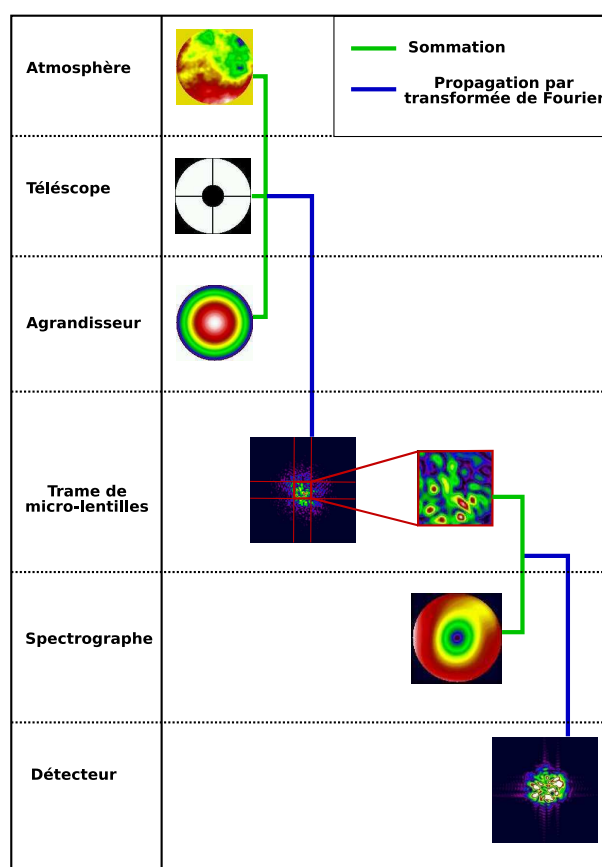 Atmosphère
Sommation
Propagation par
transformée de Fourier
Téléscope
Agrandisseur
Trame de
micro-lentilles
Spectrographe
Détecteur